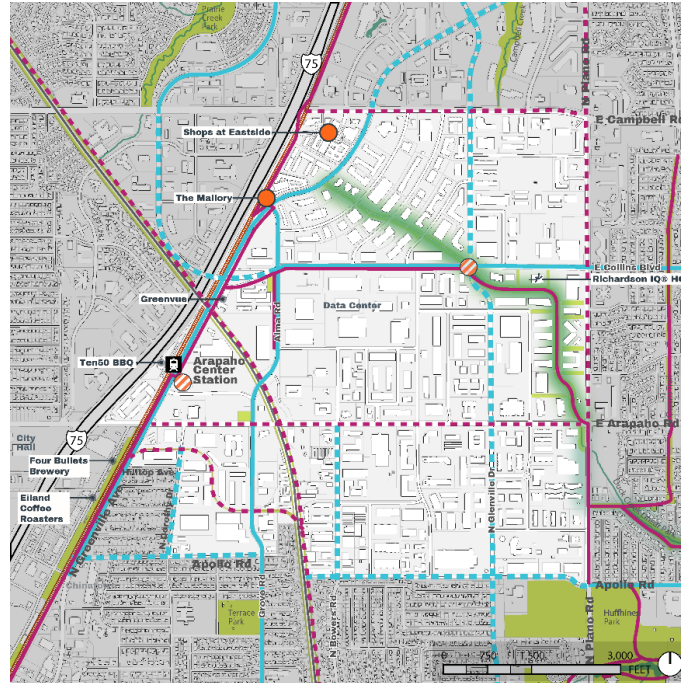 Prairie
Creek
Park
75
N Plano Rd
E Campbell Rd
Shops at Eastside
The Mallory
E Collins Blvd
Richardson IQ® HQ
Greenvue
Data Center
Alma Rd
Ten50 BBQ
Arapaho
Center
Station
E Arapaho Rd
City
Hall
75
Four Bullets
Brewery
Hilltop Ave
Eiland
Coffee
Roasters
N Greenville Ave
N Glenville Dr
Apollo Rd
Apollo Rd
Grove Rd
Terrace
Park
N Bowers Rd
N Plano Rd
Huffhines
Park
0 750 1,500 3,000
FEET